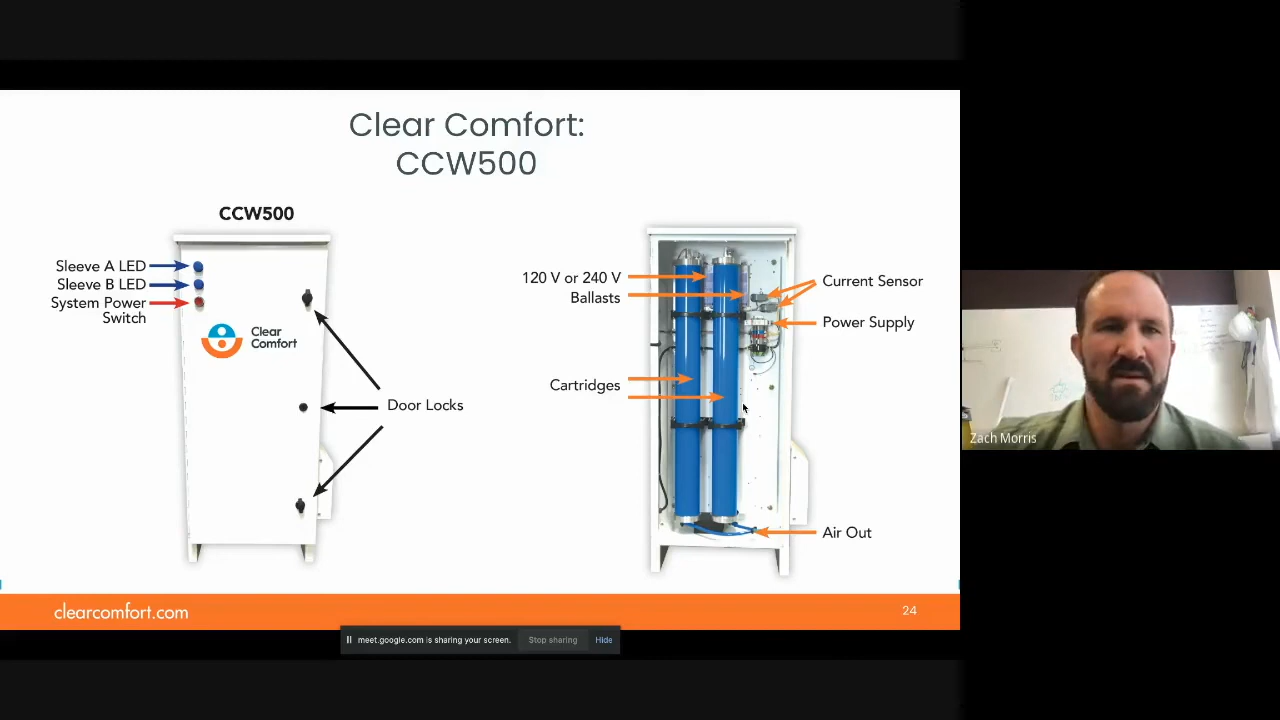 Clear Comfort:
CCW500
CCW500
Sleeve A LED
Sleeve B LED
System Power
Switch
Clear
Comfort
Door Locks
120 V or 240 V
Ballasts
Cartridges
Current Sensor
Power Supply
Air Out
clearcomfort.com
24
meet.google.com is sharing your screen.
Stop sharing
Hide
Zach Morris